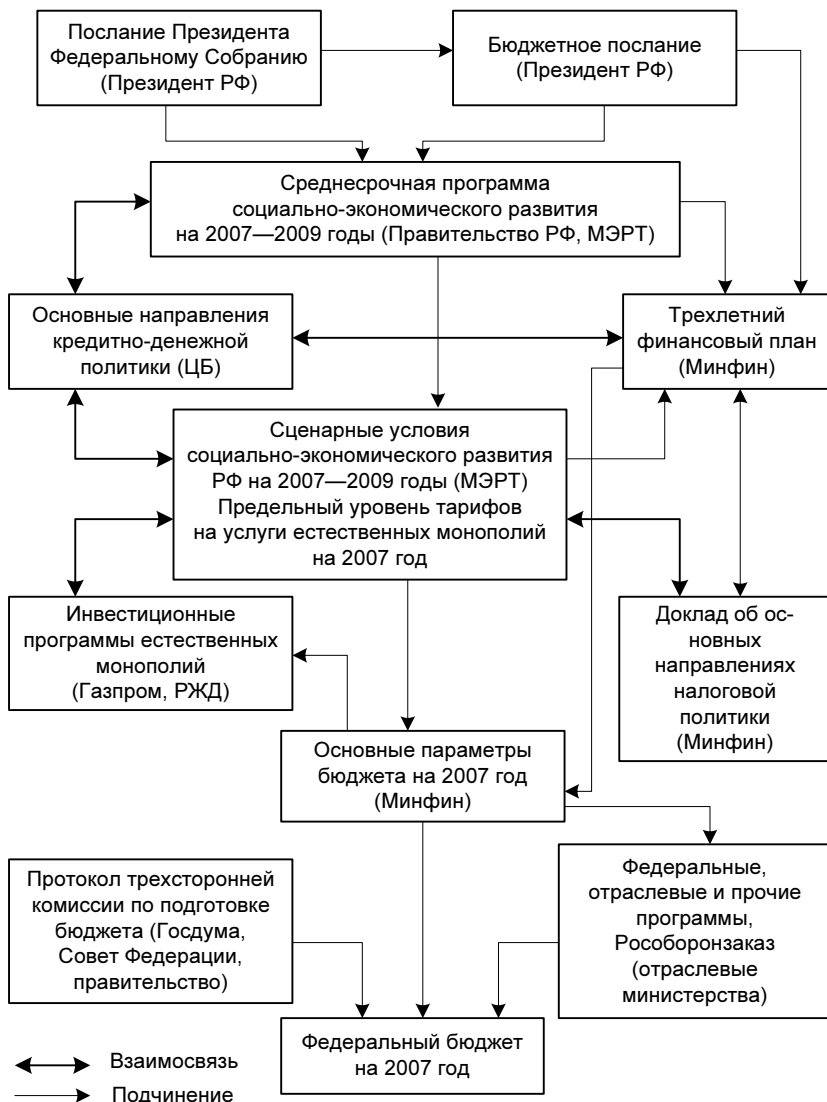 Послание Президента
Федеральному Собранию
(Президент РФ)
Бюджетное послание
(Президент РФ)
Среднесрочная программа
социально-экономического развития
на 2007—2009 годы (Правительство РФ, МЭРТ)
Основные направления
кредитно-денежной
политики (ЦБ)
Трехлетний
финансовый план
(Минфин)
Сценарные условия
социально-экономического развития
РФ на 2007—2009 годы (МЭРТ)
Предельный уровень тарифов
на услуги естественных монополий
на 2007 год
Инвестиционные
программы естественных
монополий
(Газпром, РЖД)
Доклад об ос-
новных
направлениях
налоговой
политики
(Минфин)
Основные параметры
бюджета на 2007 год
(Минфин)
Протокол трехсторонней
комиссии по подготовке
бюджета (Госдума,
Совет Федерации,
правительство)
Федеральные,
отраслевые и прочие
программы,
Рособоронзаказ
(отраслевые
министерства)
Федеральный бюджет
на 2007 год
Взаимосвязь
Подчинение